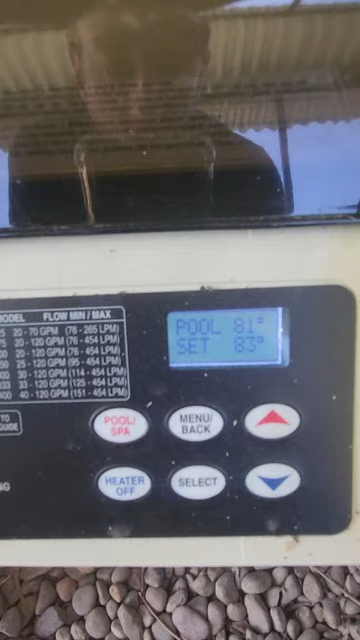 MODEL FLOW MIN / MAX
20 - 70 GPM (76 - 265 LPM)
20 - 120 GPM (76 - 454 LPM)
20 - 120 GPM (76 - 454 LPM)
25 - 120 GPM (95 - 454 LPM)
30 - 120 GPM (114 - 454 LPM)
33 - 120 GPM (125 - 454 LPM)
40 - 120 GPM (151 - 454 LPM)
POOL 81°
SET 83°
TO
GUIDE
POOL/
SPA
MENU/
BACK
HEATER
OFF
SELECT